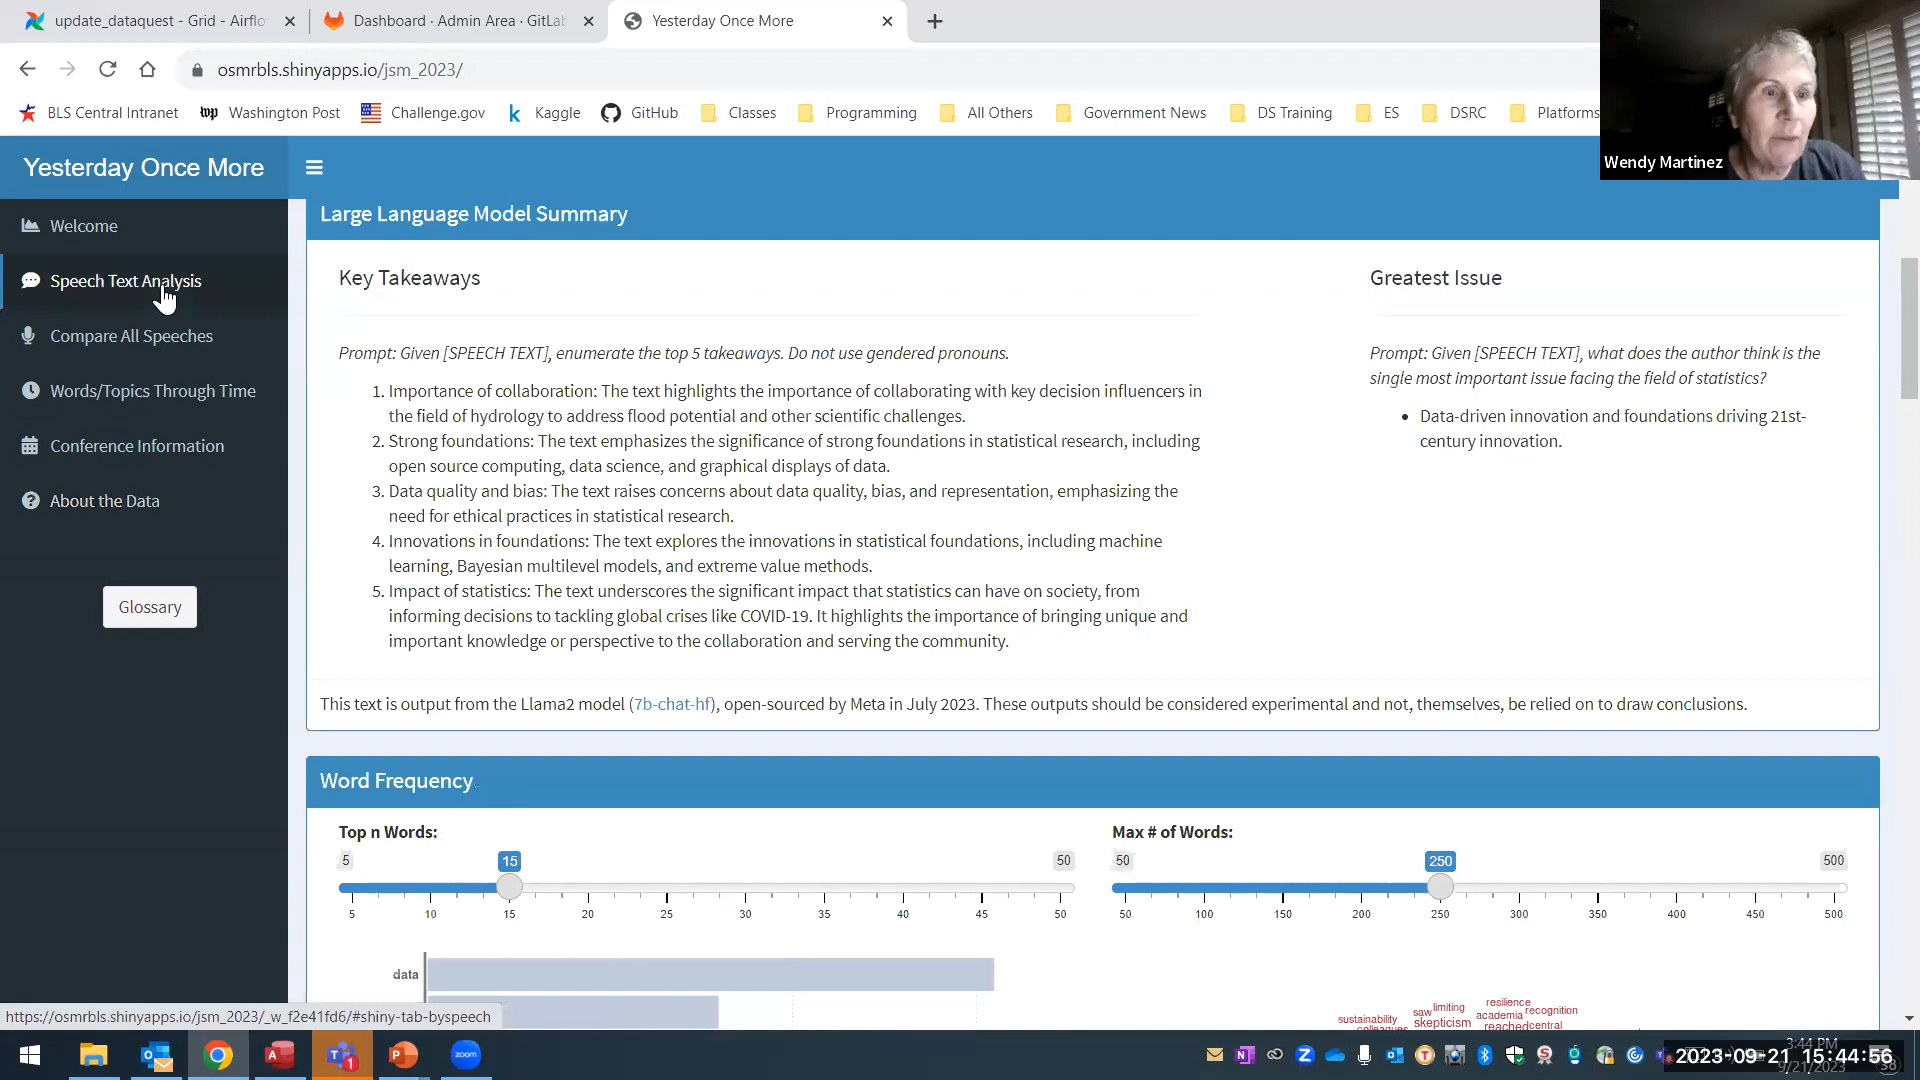 update_dataquest - Grid - Airflo
Dashboard · Admin Area · GitLab
Yesterday Once More
osmrbls.shinyapps.io/jsm_2023/
BLS Central Intranet
wp Washington Post
Challenge.gov
Kaggle
GitHub
Classes
Programming
All Others
Government News
DS Training
ES
DSRC
Platforms
Wendy Martinez
Yesterday Once More
Welcome
Speech Text Analysis
Compare All Speeches
Words/Topics Through Time
Conference Information
About the Data
Glossary
Large Language Model Summary
Key Takeaways
Prompt: Given [SPEECH TEXT], enumerate the top 5 takeaways. Do not use gendered pronouns.
1. Importance of collaboration: The text highlights the importance of collaborating with key decision influencers in
the field of hydrology to address flood potential and other scientific challenges.
2. Strong foundations: The text emphasizes the significance of strong foundations in statistical research, including
open source computing, data science, and graphical displays of data.
3. Data quality and bias: The text raises concerns about data quality, bias, and representation, emphasizing the
need for ethical practices in statistical research.
4. Innovations in foundations: The text explores the innovations in statistical foundations, including machine
learning, Bayesian multilevel models, and extreme value methods.
5. Impact of statistics: The text underscores the significant impact that statistics can have on society, from
informing decisions to tackling global crises like COVID-19. It highlights the importance of bringing unique and
important knowledge or perspective to the collaboration and serving the community.
Greatest Issue
Prompt: Given [SPEECH TEXT], what does the author think is the
single most important issue facing the field of statistics?
• Data-driven innovation and foundations driving 21st-
century innovation.
This text is output from the Llama2 model (7b-chat-hf), open-sourced by Meta in July 2023. These outputs should be considered experimental and not, themselves, be relied on to draw conclusions.
Word Frequency
Top n Words:
5 15 50
5 10 15 20 25 30 35 40 45 50
Max # of Words:
50 250 500
50 100 150 200 250 300 350 400 450 500
data
resilience
saw limiting
academia recognition
sustainability skepticism
reached central
https://osmrbls.shinyapps.io/jsm_2023/_w_f2e41fd6/#shiny-tab-byspeech
zoom
3:44 PM
2023-09-21 15:44:56
9/21/2023